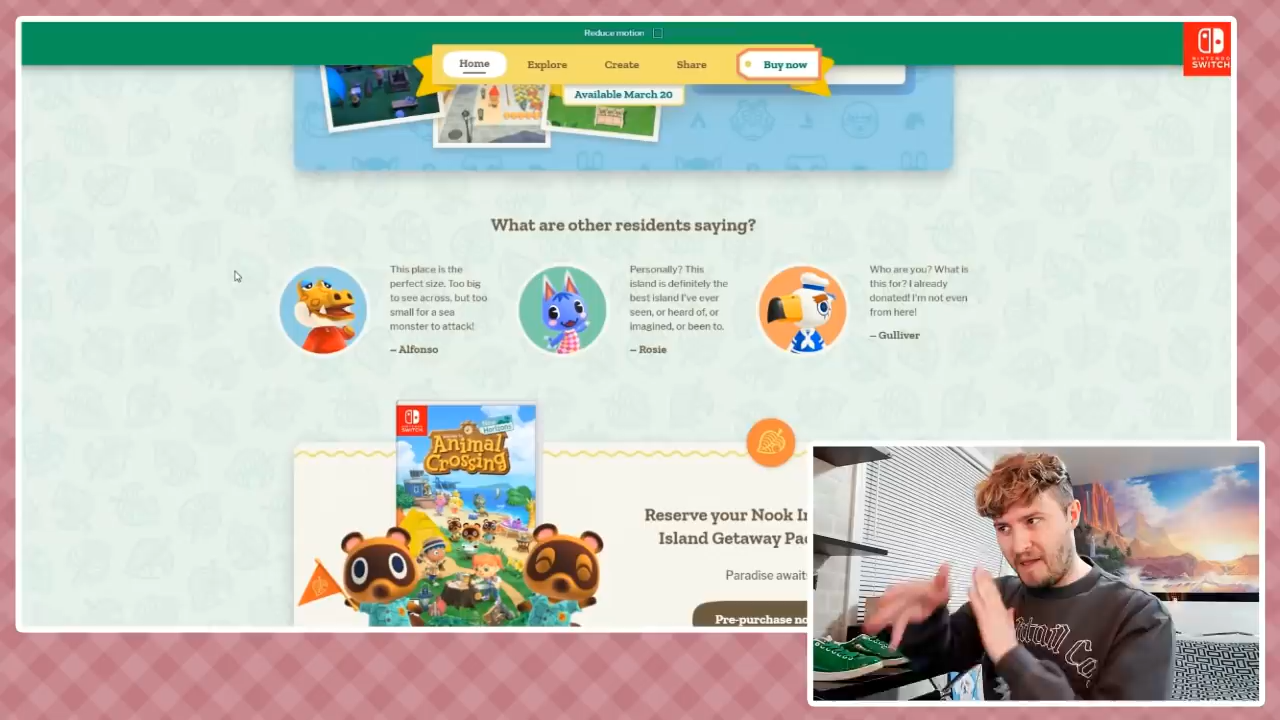 Reduce motion
NINTENDO
SWITCH
Home
Explore
Create
Share
Buy now
Available March 20
What are other residents saying?
This place is the
perfect size. Too big
to see across, but too
small for a sea
monster to attack!
– Alfonso
Personally? This
island is definitely the
best island I've ever
seen, or heard of, or
imagined, or been to.
– Rosie
Who are you? What is
this for? I already
donated! I'm not even
from here!
– Gulliver
SWITCH
New Horizons
Animal
Crossing
Reserve your Nook
Island Getaway
Paradise
Pre-purchase